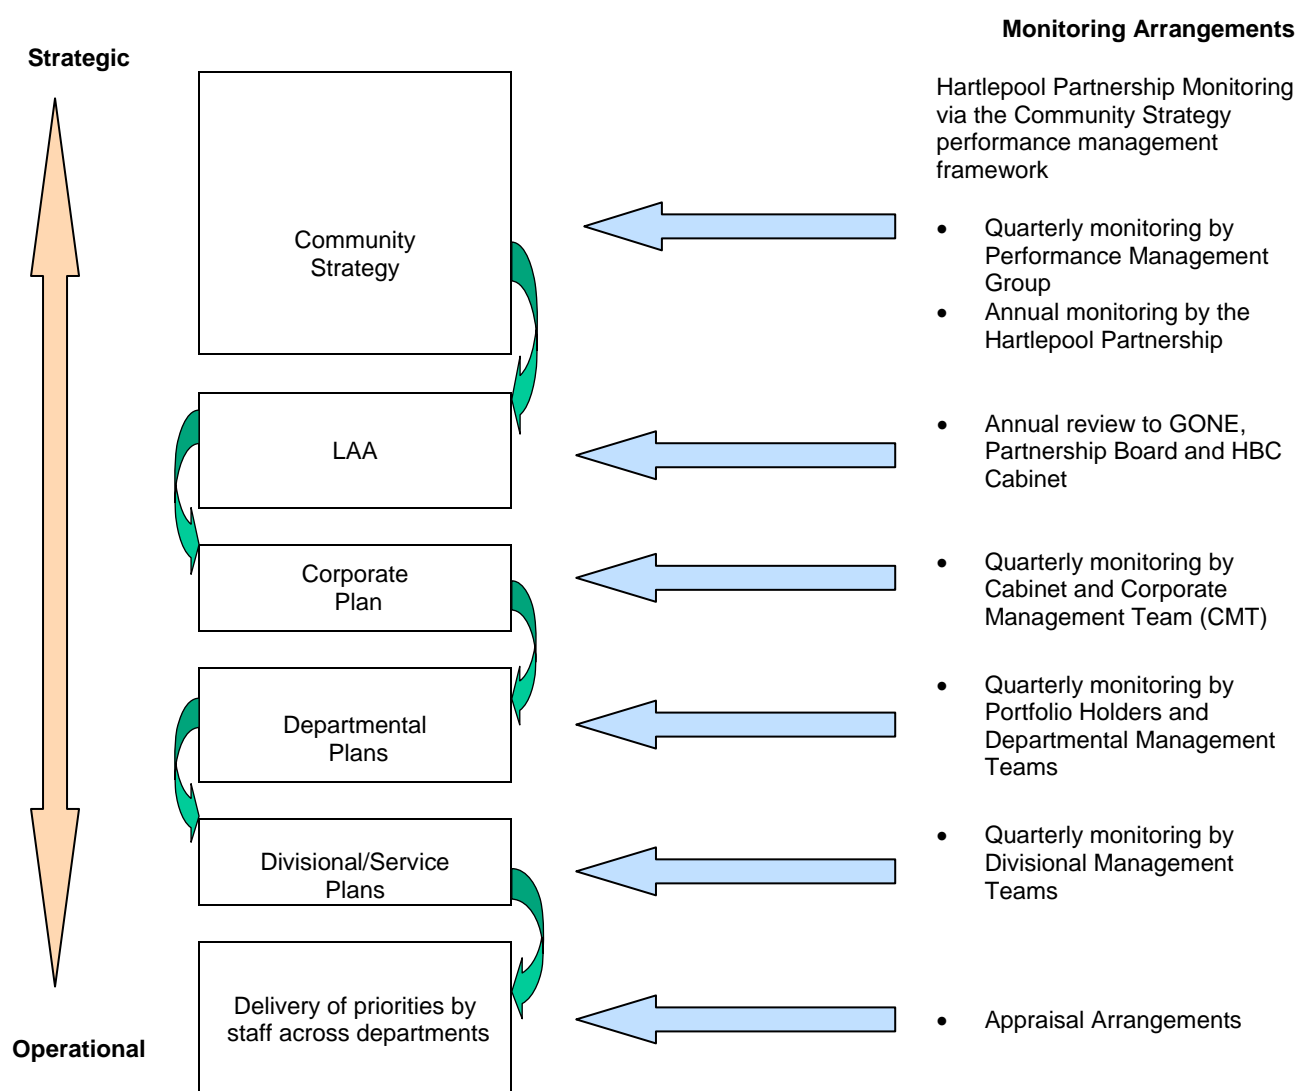 Monitoring Arrangements
Strategic
Hartlepool Partnership Monitoring
via the Community Strategy
performance management
framework
Community
Strategy
• Quarterly monitoring by
Performance Management
Group
• Annual monitoring by the
Hartlepool Partnership
LAA
• Annual review to GONE,
Partnership Board and HBC
Cabinet
Corporate
Plan
• Quarterly monitoring by
Cabinet and Corporate
Management Team (CMT)
Departmental
Plans
• Quarterly monitoring by
Portfolio Holders and
Departmental Management
Teams
Divisional/Service
Plans
• Quarterly monitoring by
Divisional Management
Teams
Delivery of priorities by
staff across departments
• Appraisal Arrangements
Operational